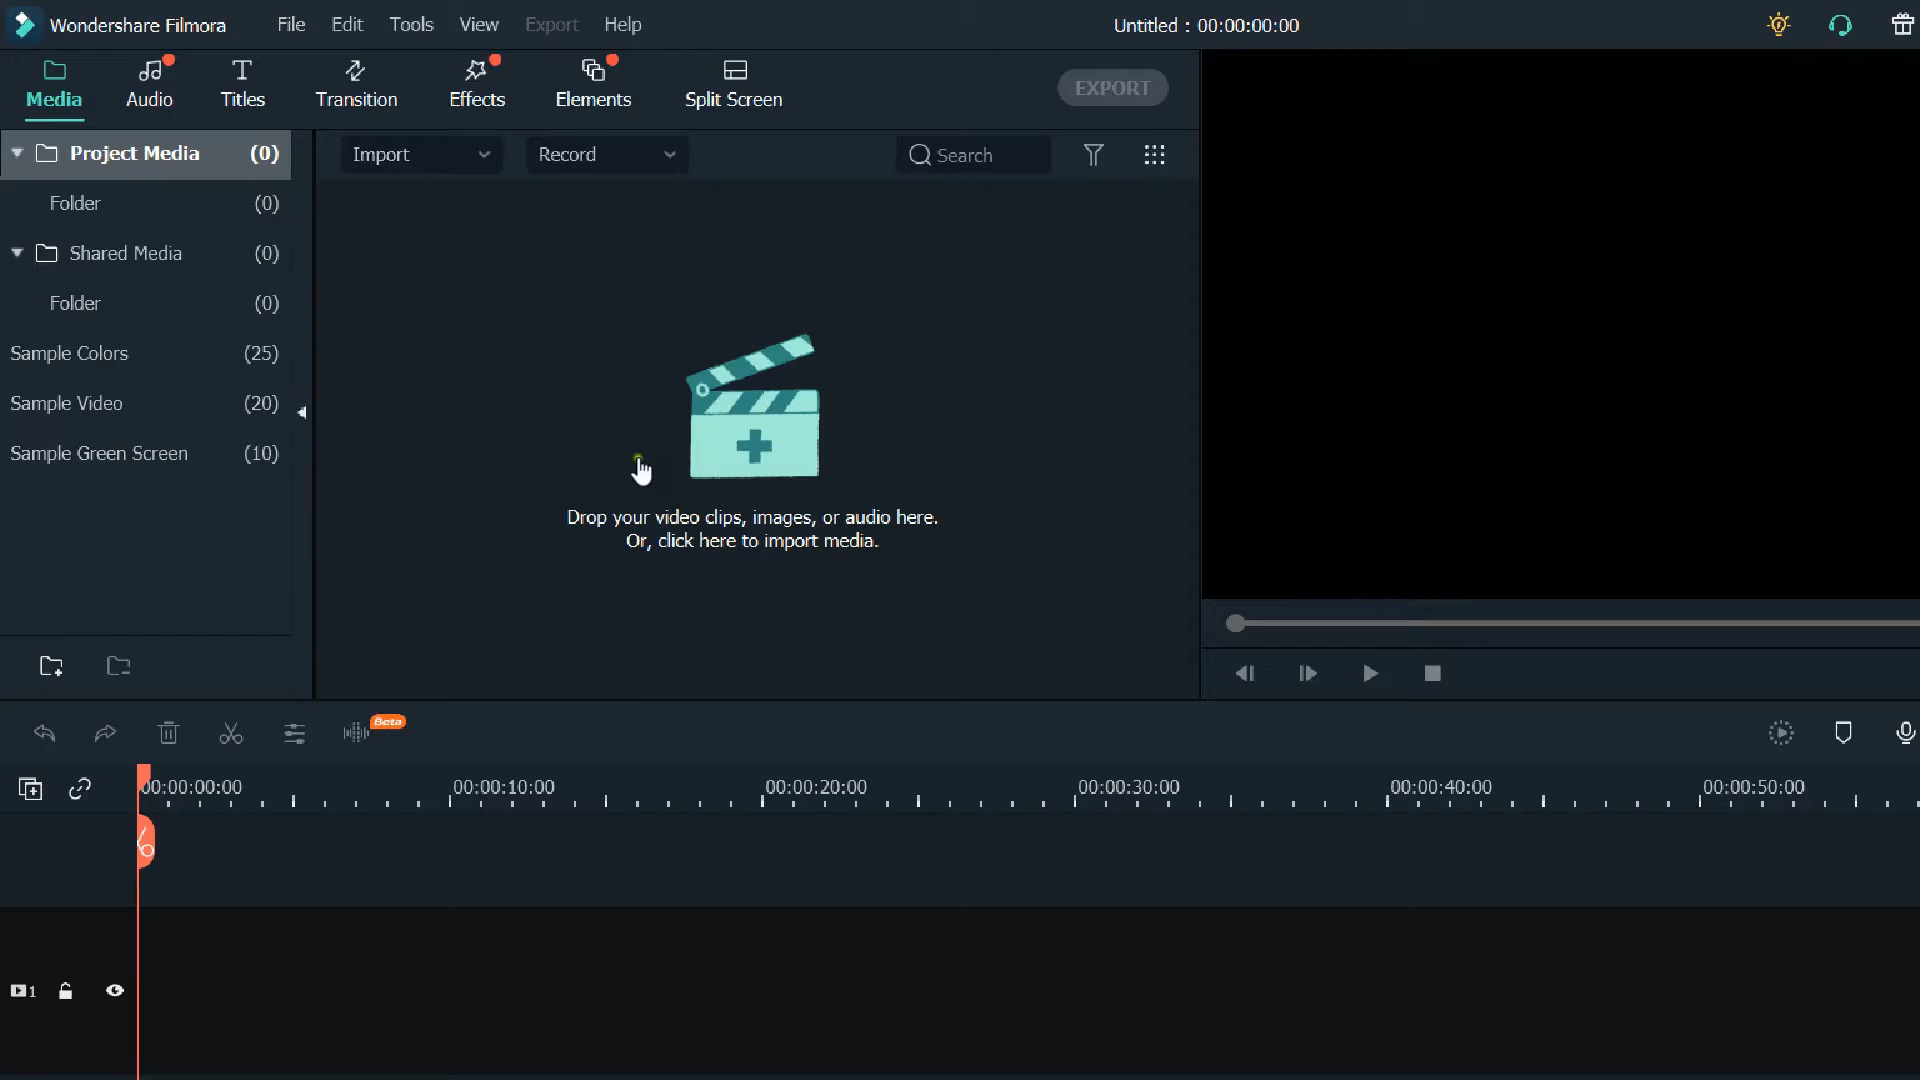 Wondershare Filmora
File Edit Tools View Export Help
Untitled : 00:00:00:00
Media Audio Titles Transition Effects Elements Split Screen
EXPORT
Project Media (0)
Folder (0)
Shared Media (0)
Folder (0)
Sample Colors (25)
Sample Video (20)
Sample Green Screen (10)
Import Record Search
Drop your video clips, images, or audio here.
Or, click here to import media.
Beta
00:00:00:00 00:00:10:00 00:00:20:00 00:00:30:00 00:00:40:00 00:00:50:00
1